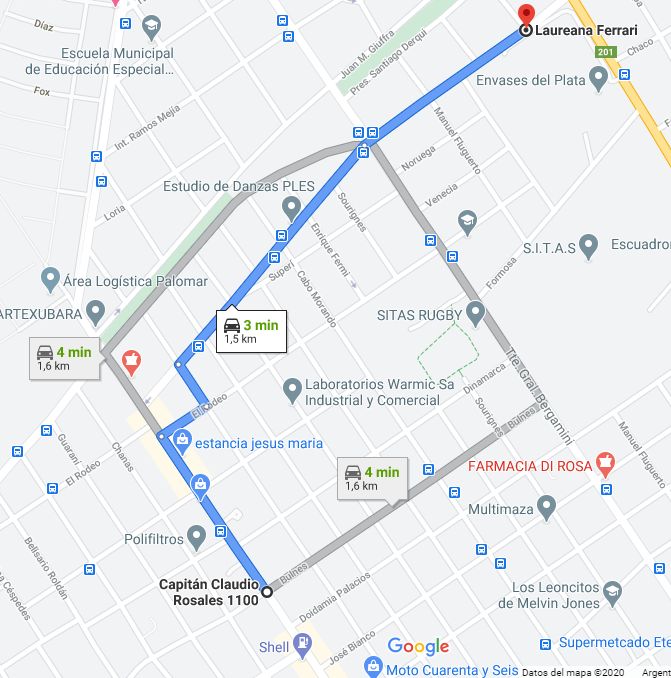 Díaz
Escuela Municipal
de Educación Especial...
Fox
Int. Ramos Mejia
Juan M. Giuffra
Pres. Santiago Derqui
Laureana Ferrari
201
Chaco
Envases del Plata
Manuel Fluguerto
Noruega
Venecia
Estudio de Danzas PLES
Loria
Sourignes
Enrique Fermi
Superí
Cabo Morando
S.I.T.A.S
Escuadron
Formosa
Área Logística Palomar
ARTEXUBARA
SITAS RUGBY
3 min
1,5 km
4 min
1,6 km
Tte. Gral. Bergamini
Laboratorios Warmic Sa
Industrial y Comercial
Dinamarca
Sourignes
Bulnes
El Rodeo
estancia jesus maria
Guaraní
Chanas
El Rodeo
4 min
1,6 km
FARMACIA DI ROSA
Manuel Fluguerto
Multimaza
Polifiltros
Belisario Roldán
Céspedes
Capitán Claudio
Rosales 1100
Bulnes
Doidamia Palacios
Los Leoncitos
de Melvin Jones
Shell
José Bianco
Google
Supermetcado Ete
Moto Cuarenta y Seis
Datos del mapa ©2020
Argent